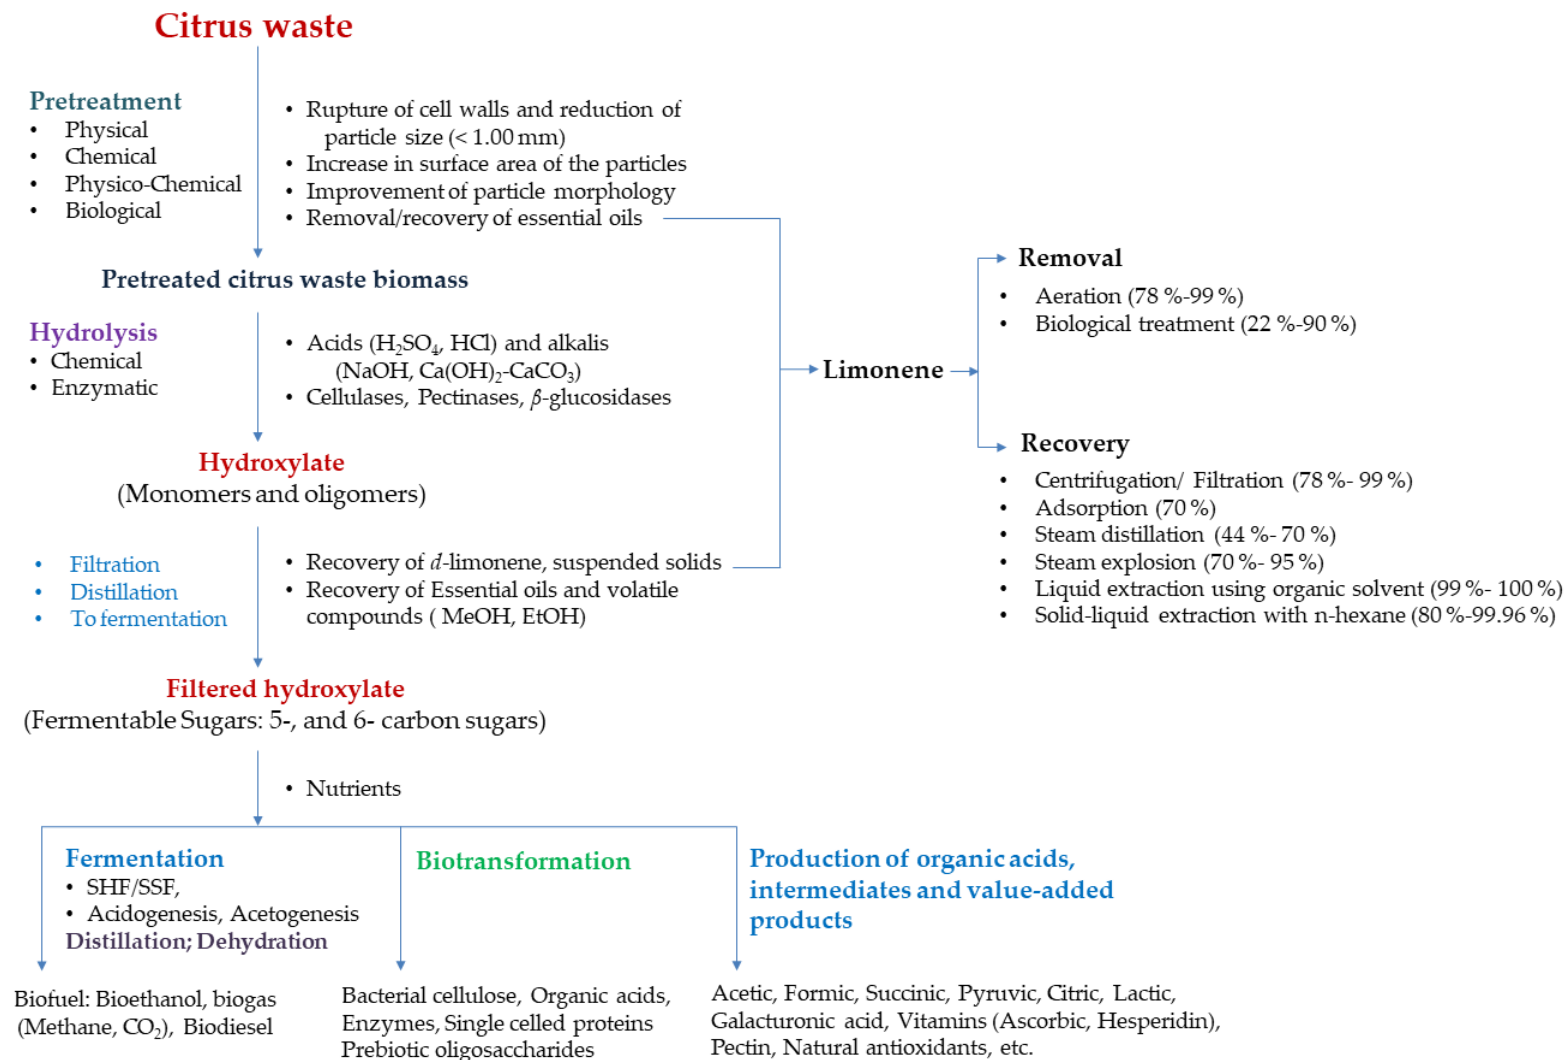 Citrus waste
Pretreatment
• Physical
• Chemical
• Physico-Chemical
• Biological
• Rupture of cell walls and reduction of
particle size (< 1.00 mm)
• Increase in surface area of the particles
• Improvement of particle morphology
• Removal/recovery of essential oils
Pretreated citrus waste biomass
Hydrolysis
• Chemical
• Enzymatic
• Acids (H₂SO₄, HCl) and alkalis
(NaOH, Ca(OH)₂-CaCO₃)
• Cellulases, Pectinases, β-glucosidases
Hydroxylate
(Monomers and oligomers)
• Filtration
• Distillation
• To fermentation
• Recovery of d-limonene, suspended solids
• Recovery of Essential oils and volatile
compounds ( MeOH, EtOH)
Limonene
Removal
• Aeration (78 %-99 %)
• Biological treatment (22 %-90 %)
Recovery
• Centrifugation/ Filtration (78 %- 99 %)
• Adsorption (70 %)
• Steam distillation (44 %- 70 %)
• Steam explosion (70 %- 95 %)
• Liquid extraction using organic solvent (99 %- 100 %)
• Solid-liquid extraction with n-hexane (80 %-99.96 %)
Filtered hydroxylate
(Fermentable Sugars: 5-, and 6- carbon sugars)
• Nutrients
Fermentation
• SHF/SSF,
• Acidogenesis, Acetogenesis
Distillation; Dehydration
Biofuel: Bioethanol, biogas
(Methane, CO₂), Biodiesel
Biotransformation
Bacterial cellulose, Organic acids,
Enzymes, Single celled proteins
Prebiotic oligosaccharides
Production of organic acids,
intermediates and value-added
products
Acetic, Formic, Succinic, Pyruvic, Citric, Lactic,
Galacturonic acid, Vitamins (Ascorbic, Hesperidin),
Pectin, Natural antioxidants, etc.